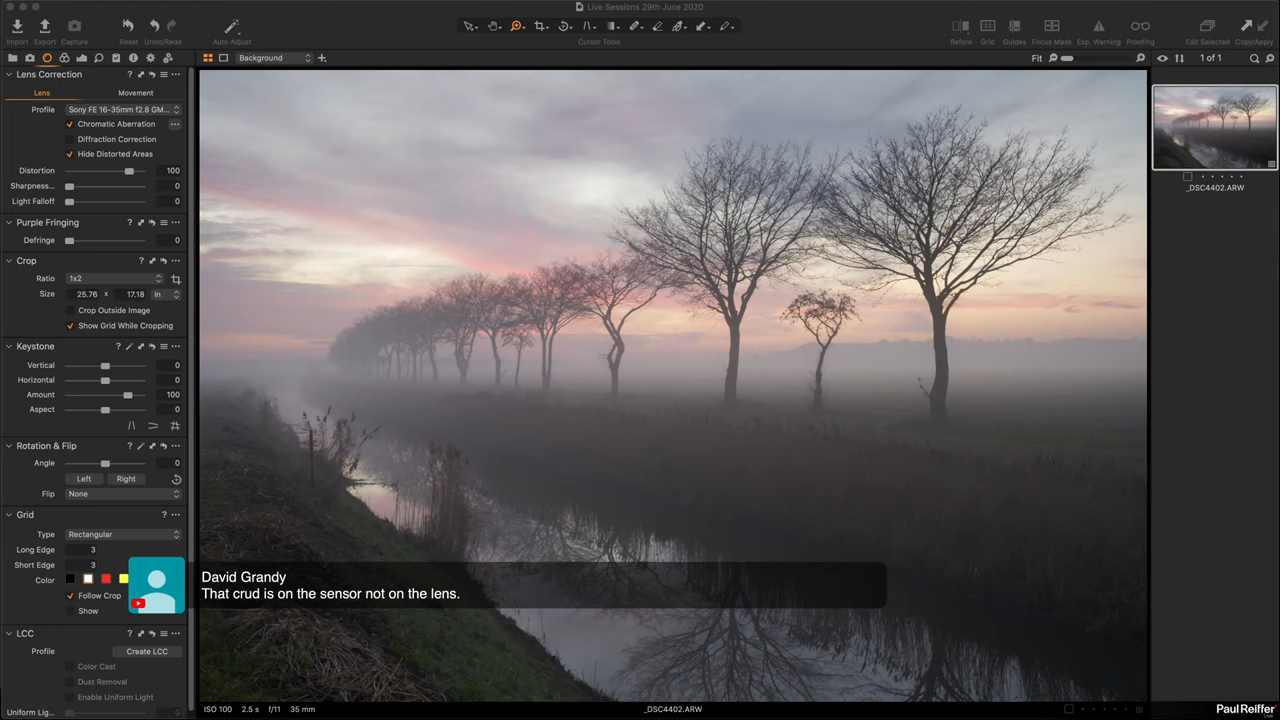 Live Sessions 29th June 2020
Import
Export
Capture
Reset
Undo/Redo
Auto Adjust
Cursor Tools
Before
Grid
Guides
Focus Mask
Exp. Warning
Proofing
Edit Selected
Copy/Apply
Background
Fit
1 of 1
Lens Correction
Lens
Movement
Profile
Sony FE 16-35mm f2.8 GM...
Chromatic Aberration
Diffraction Correction
Hide Distorted Areas
Distortion 100
Sharpness... 0
Light Falloff 0
Purple Fringing
Defringe 0
Crop
Ratio 1x2
Size 25.76 x 17.18 in
Crop Outside Image
Show Grid While Cropping
Keystone
Vertical 0
Horizontal 0
Amount 100
Aspect 0
Rotation & Flip
Angle 0
Left Right
Flip None
Grid
Type Rectangular
Long Edge 3
Short Edge 3
Color
Follow Crop
Show
LCC
Profile Create LCC
Color Cast
Dust Removal
Enable Uniform Light
Uniform Lig... 0
David Grandy
That crud is on the sensor not on the lens.
ISO 100 2.5 s f/11 35 mm
_DSC4402.ARW
_DSC4402.ARW
PaulReiffer
Live